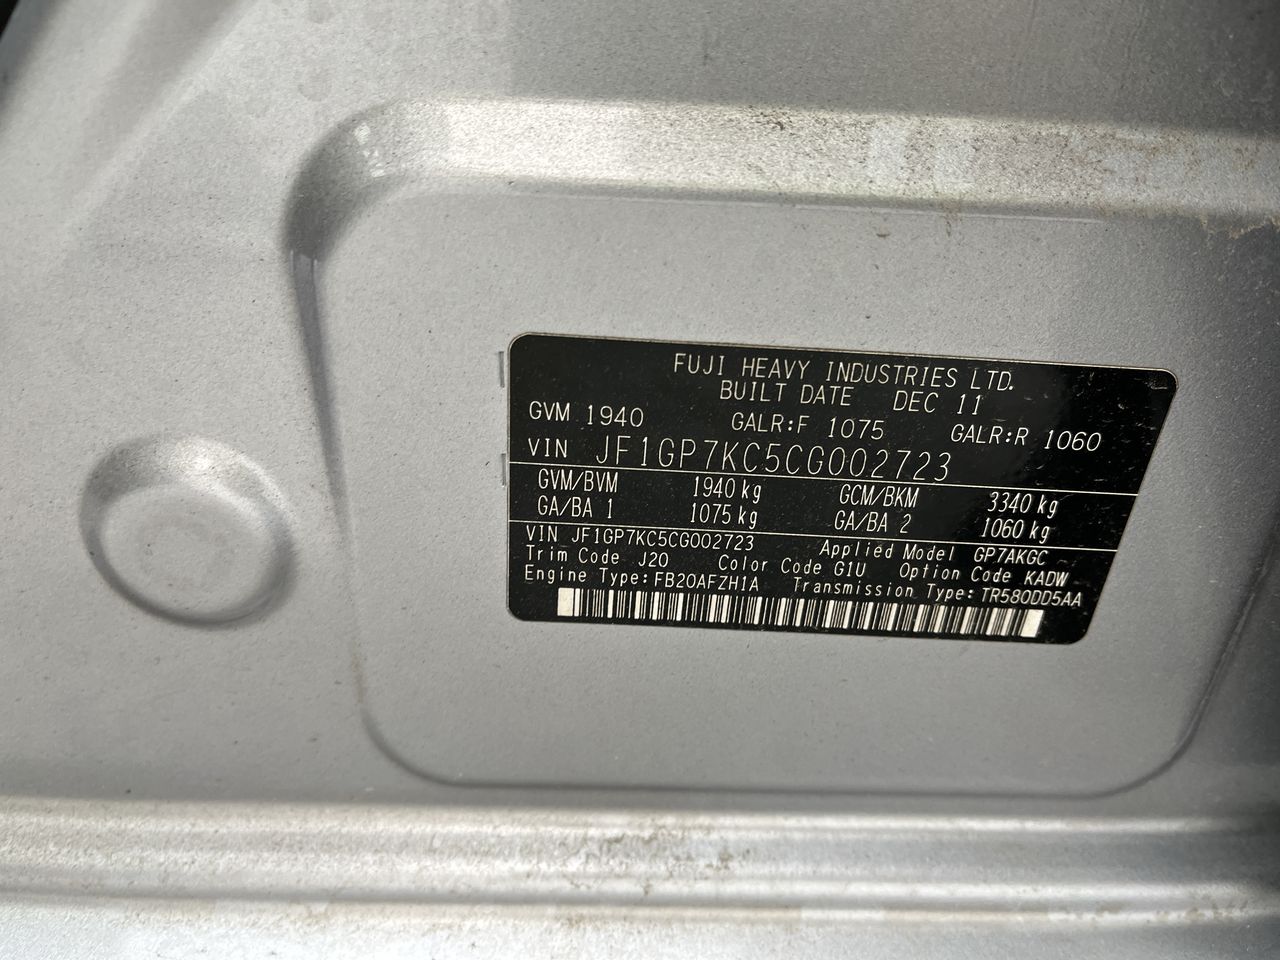 FUJI HEAVY INDUSTRIES LTD.
BUILT DATE DEC 11
GVM 1940 GALR:F 1075 GALR:R 1060
VIN JF1GP7KC5CG002723
GVM/BVM 1940 kg GCM/BKM 3340 kg
GA/BA 1 1075 kg GA/BA 2 1060 kg
VIN JF1GP7KC5CG002723 Applied Model GP7AKGC
Trim Code J20 Color Code G1U Option Code KADW
Engine Type:FB20AFZH1A Transmission Type:TR580DD5AA